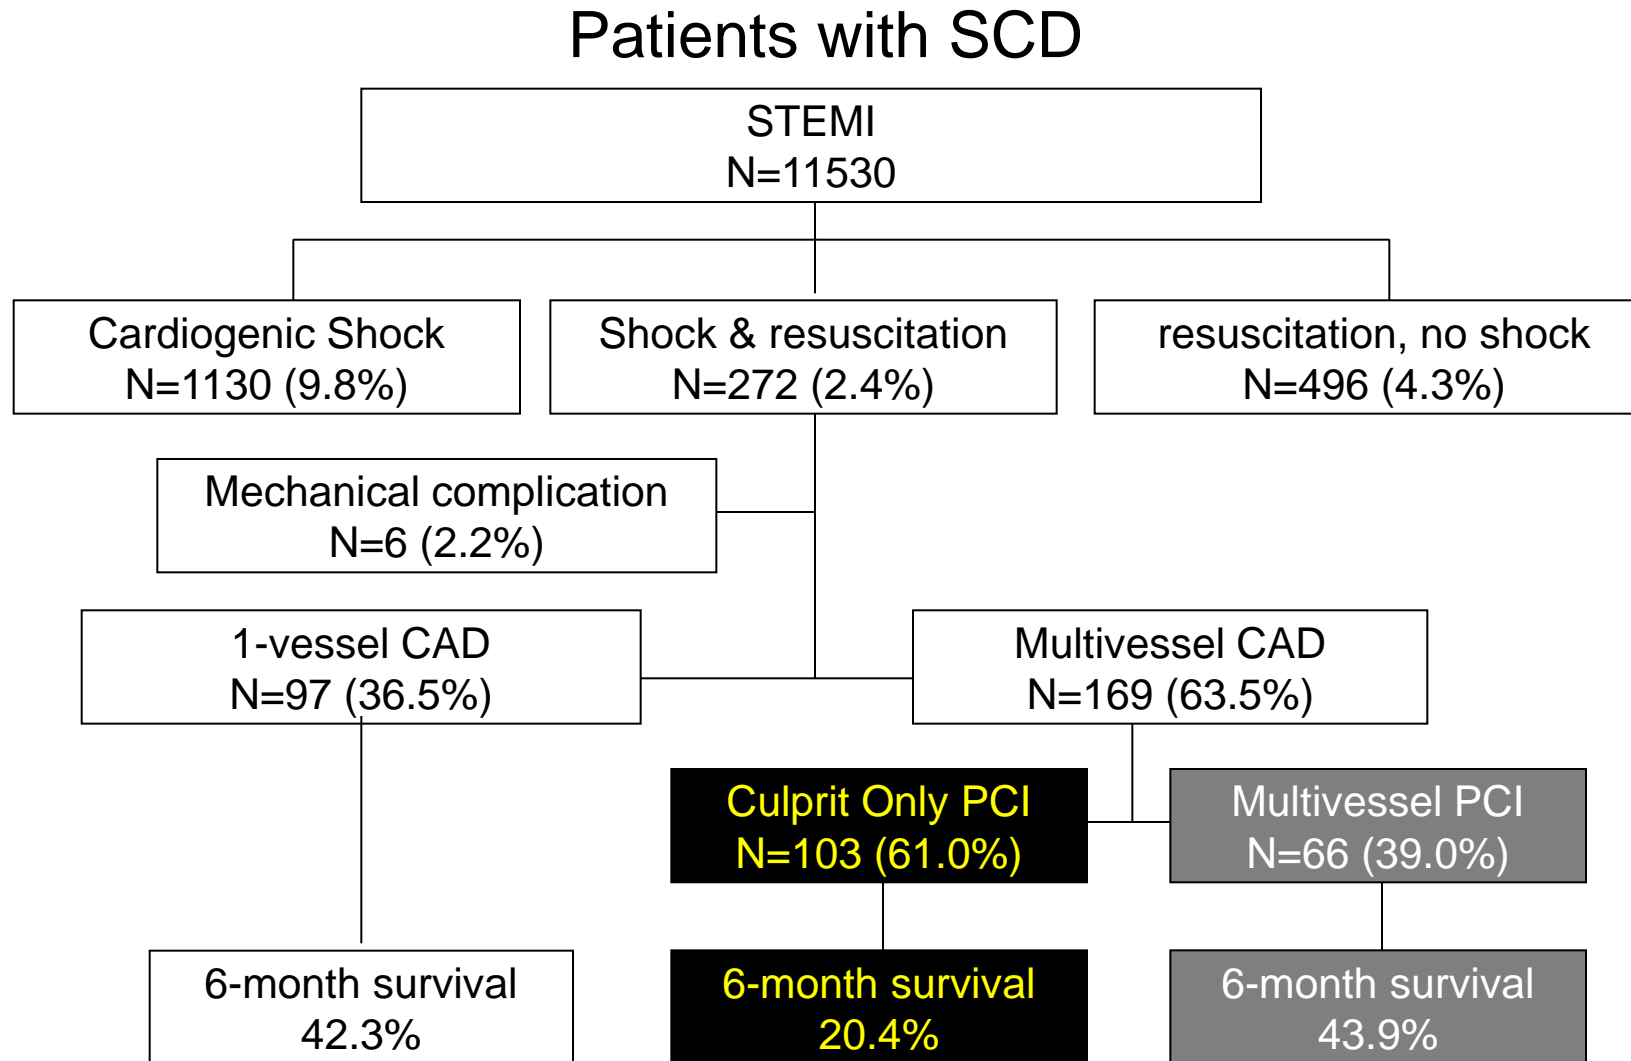 Patients with SCD
STEMI
N=11530
Cardiogenic Shock
N=1130 (9.8%)
Shock & resuscitation
N=272 (2.4%)
resuscitation, no shock
N=496 (4.3%)
Mechanical complication
N=6 (2.2%)
1-vessel CAD
N=97 (36.5%)
Multivessel CAD
N=169 (63.5%)
Culprit Only PCI
N=103 (61.0%)
Multivessel PCI
N=66 (39.0%)
6-month survival
42.3%
6-month survival
20.4%
6-month survival
43.9%